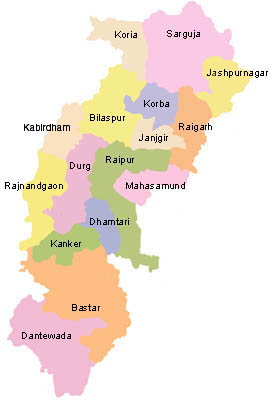 Koria
Sarguja
Jashpurnagar
Korba
Bilaspur
Raigarh
Kabirdham
Janjgir
Durg
Raipur
Rajnandgaon
Mahasamund
Dhamtari
Kanker
Bastar
Dantewada